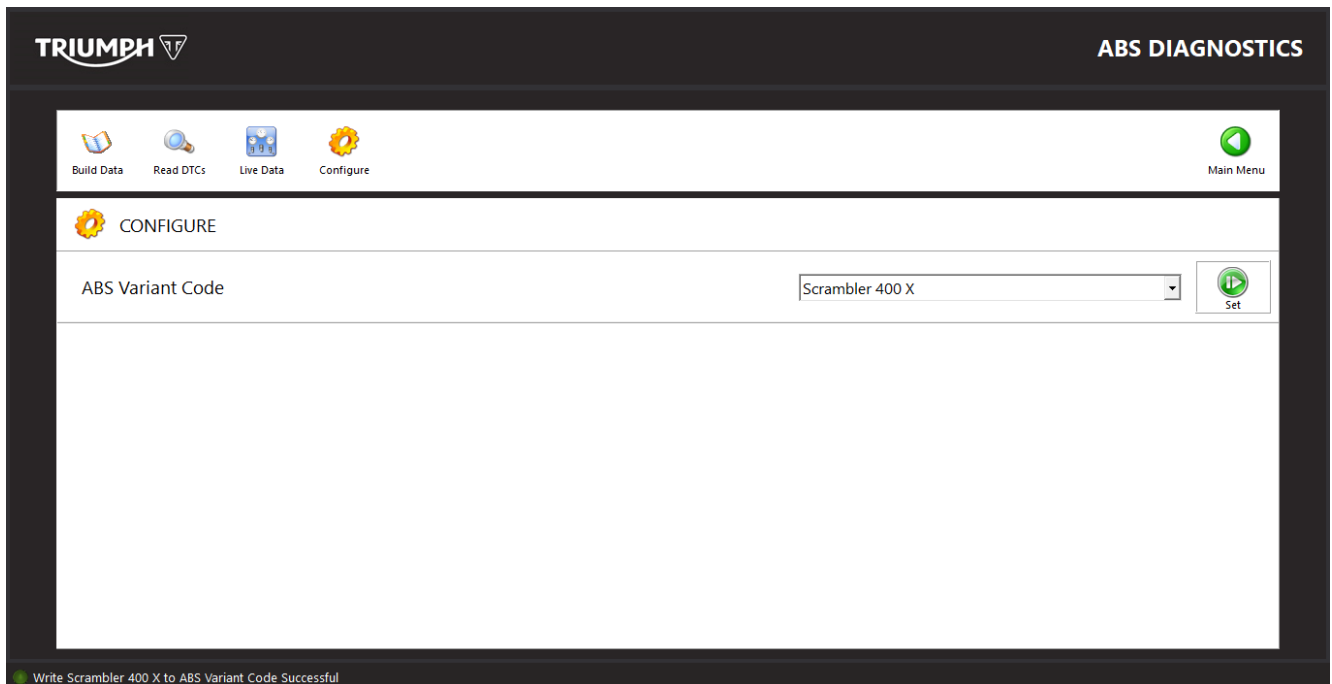 TRIUMPH
ABS DIAGNOSTICS
Build Data
Read DTCs
Live Data
Configure
Main Menu
CONFIGURE
ABS Variant Code
Scrambler 400 X
Set
Write Scrambler 400 X to ABS Variant Code Successful